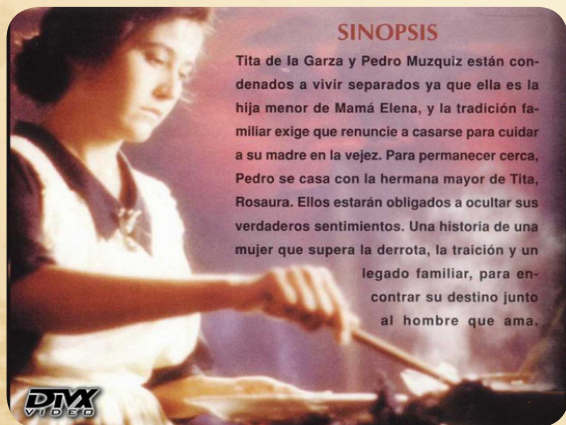 SINOPSIS
Tita de la Garza y Pedro Muzquiz están con-
denados a vivir separados ya que ella es la
hija menor de Mamá Elena, y la tradición fa-
miliar exige que renuncie a casarse para cuidar
a su madre en la vejez. Para permanecer cerca,
Pedro se casa con la hermana mayor de Tita,
Rosaura. Ellos estarán obligados a ocultar sus
verdaderos sentimientos. Una historia de una
mujer que supera la derrota, la traición y un
legado familiar, para en-
contrar su destino junto
al hombre que ama.
DIVX
VIDEO